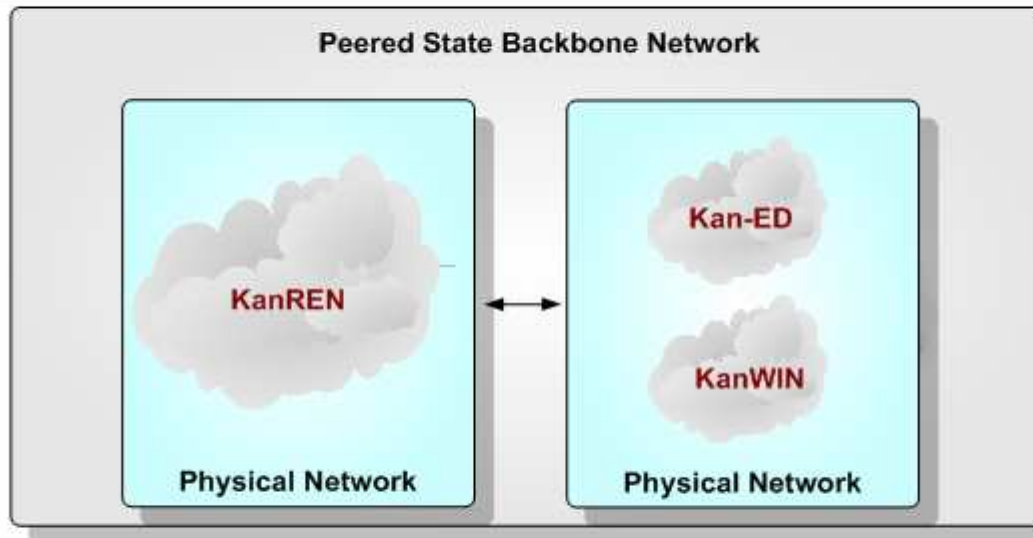 Peered State Backbone Network
KanREN
Physical Network
Kan-ED
KanWIN
Physical Network